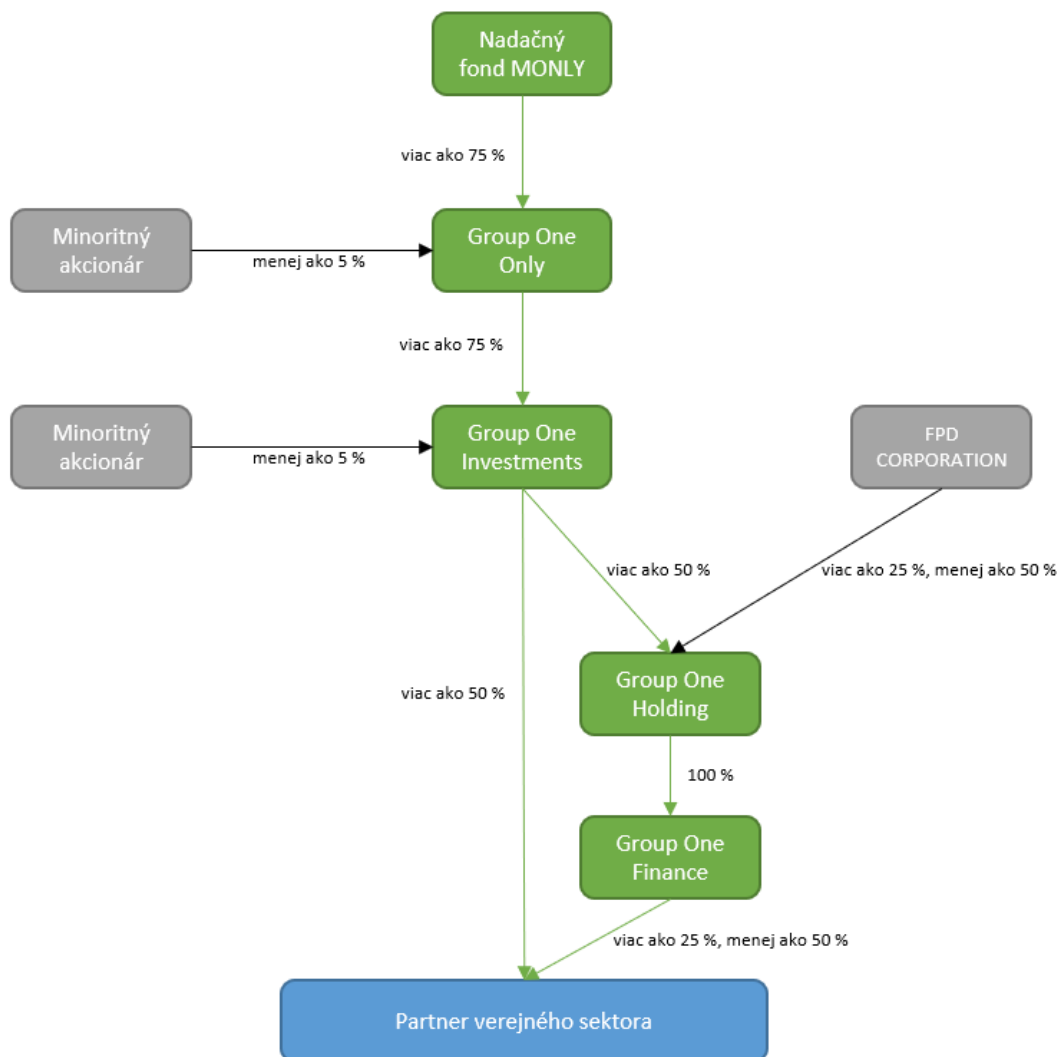 Nadačný
fond MONLY
viac ako 75 %
Minoritný
akcionár
menej ako 5 %
Group One
Only
viac ako 75 %
Minoritný
akcionár
menej ako 5 %
Group One
Investments
FPD
CORPORATION
viac ako 50 %
viac ako 25 %, menej ako 50 %
viac ako 50 %
Group One
Holding
100 %
Group One
Finance
viac ako 25 %, menej ako 50 %
Partner verejného sektora